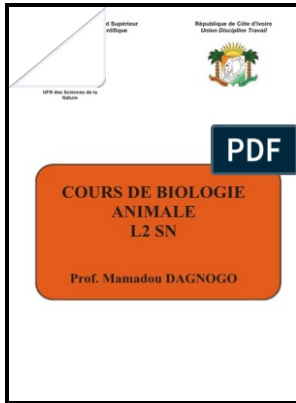 t Supérieur
entifique
République de Côte d'Ivoire
Union Discipline Travail
UFR des Sciences de la
Nature
PDF
COURS DE BIOLOGIE
ANIMALE
L2 SN
Prof. Mamadou DAGNOGO